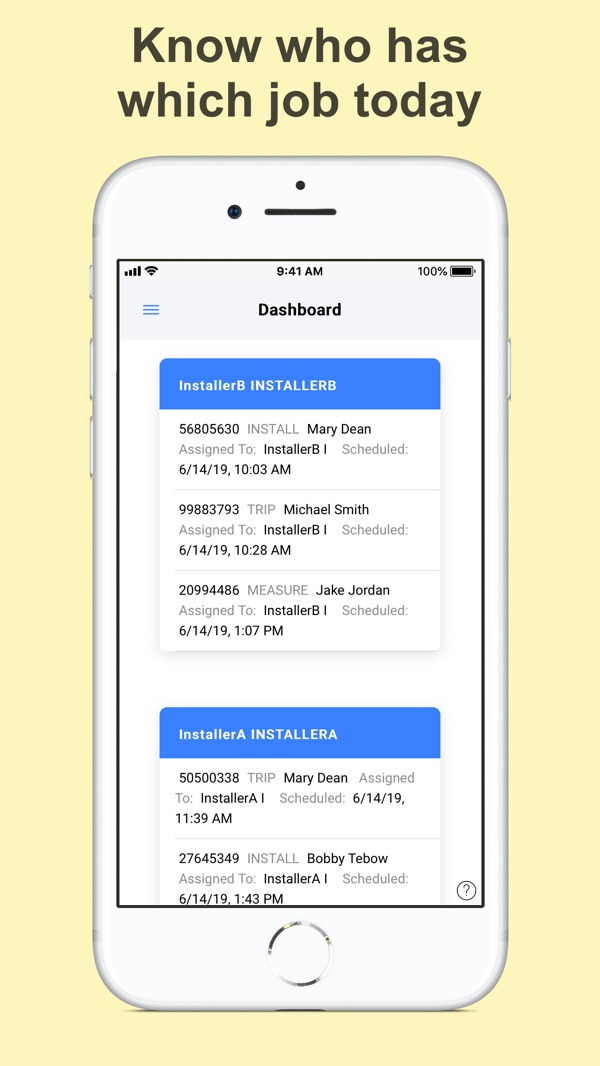 Know who has
which job today
9:41 AM
100%
Dashboard
InstallerB INSTALLERB
56805630 INSTALL Mary Dean
Assigned To: InstallerB I Scheduled:
6/14/19, 10:03 AM
99883793 TRIP Michael Smith
Assigned To: InstallerB I Scheduled:
6/14/19, 10:28 AM
20994486 MEASURE Jake Jordan
Assigned To: InstallerB I Scheduled:
6/14/19, 1:07 PM
InstallerA INSTALLERA
50500338 TRIP Mary Dean Assigned
To: InstallerA I Scheduled: 6/14/19,
11:39 AM
27645349 INSTALL Bobby Tebow
Assigned To: InstallerA I Scheduled:
6/14/19, 1:43 PM
?